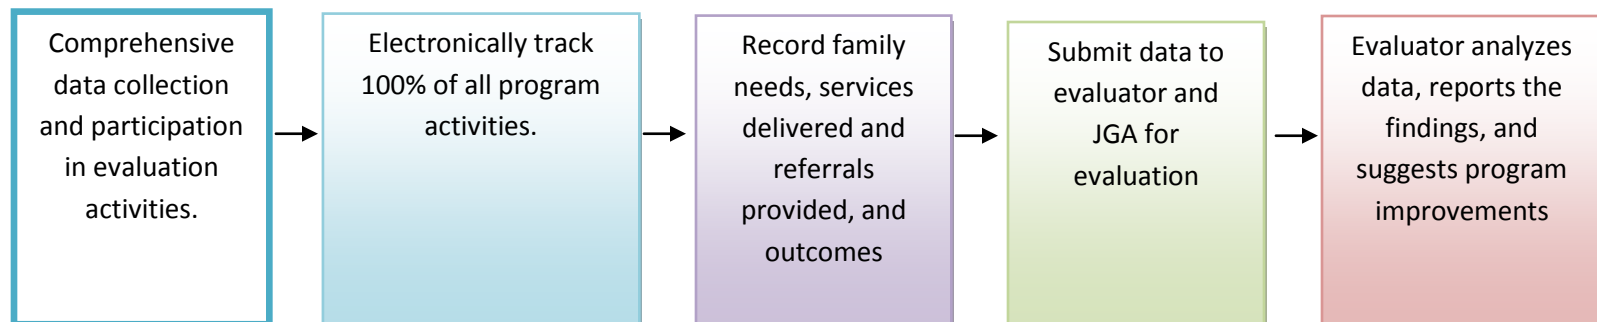 Comprehensive
data collection
and participation
in evaluation
activities.
Electronically track
100% of all program
activities.
Record family
needs, services
delivered and
referrals
provided, and
outcomes
Submit data to
evaluator and
JGA for
evaluation
Evaluator analyzes
data, reports the
findings, and
suggests program
improvements